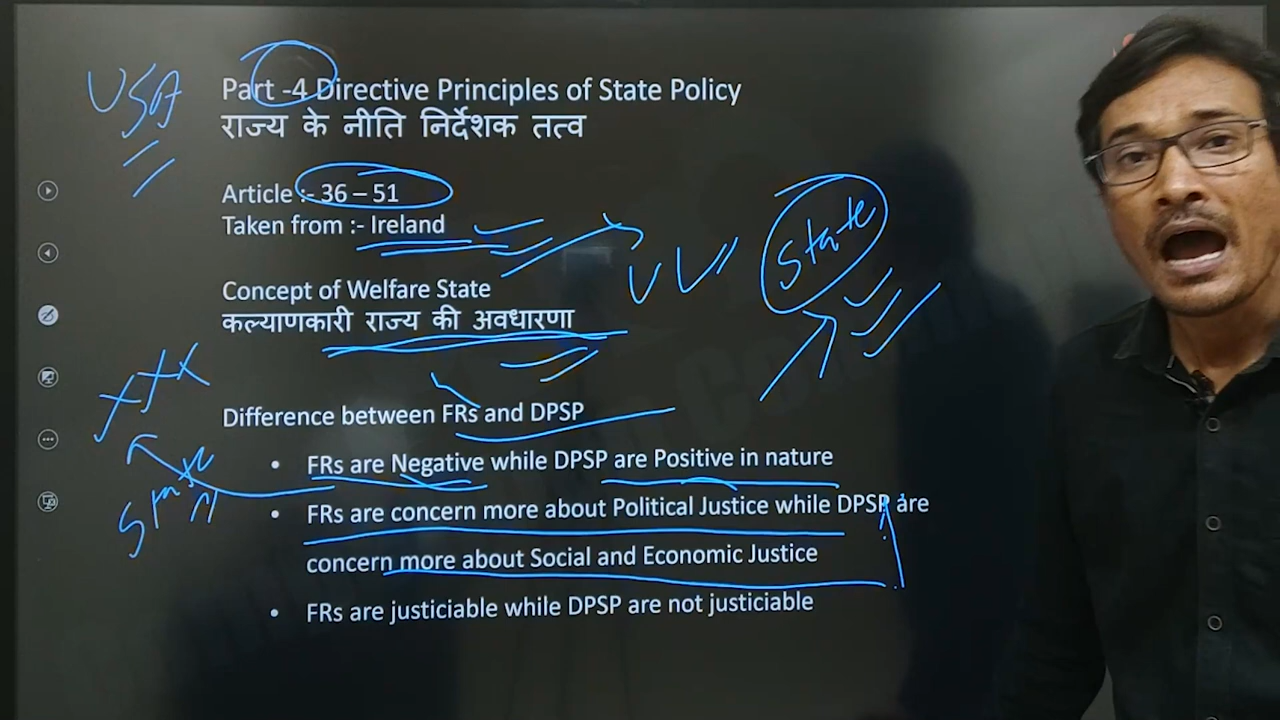 USA
Part -4 Directive Principles of State Policy
राज्य के नीति निर्देशक तत्व
Article :- 36 – 51
Taken from :- Ireland
State
Concept of Welfare State
कल्याणकारी राज्य की अवधारणा
XXX
Difference between FRs and DPSP
• FRs are Negative while DPSP are Positive in nature
State
• FRs are concern more about Political Justice while DPSP are
concern more about Social and Economic Justice
• FRs are justiciable while DPSP are not justiciable